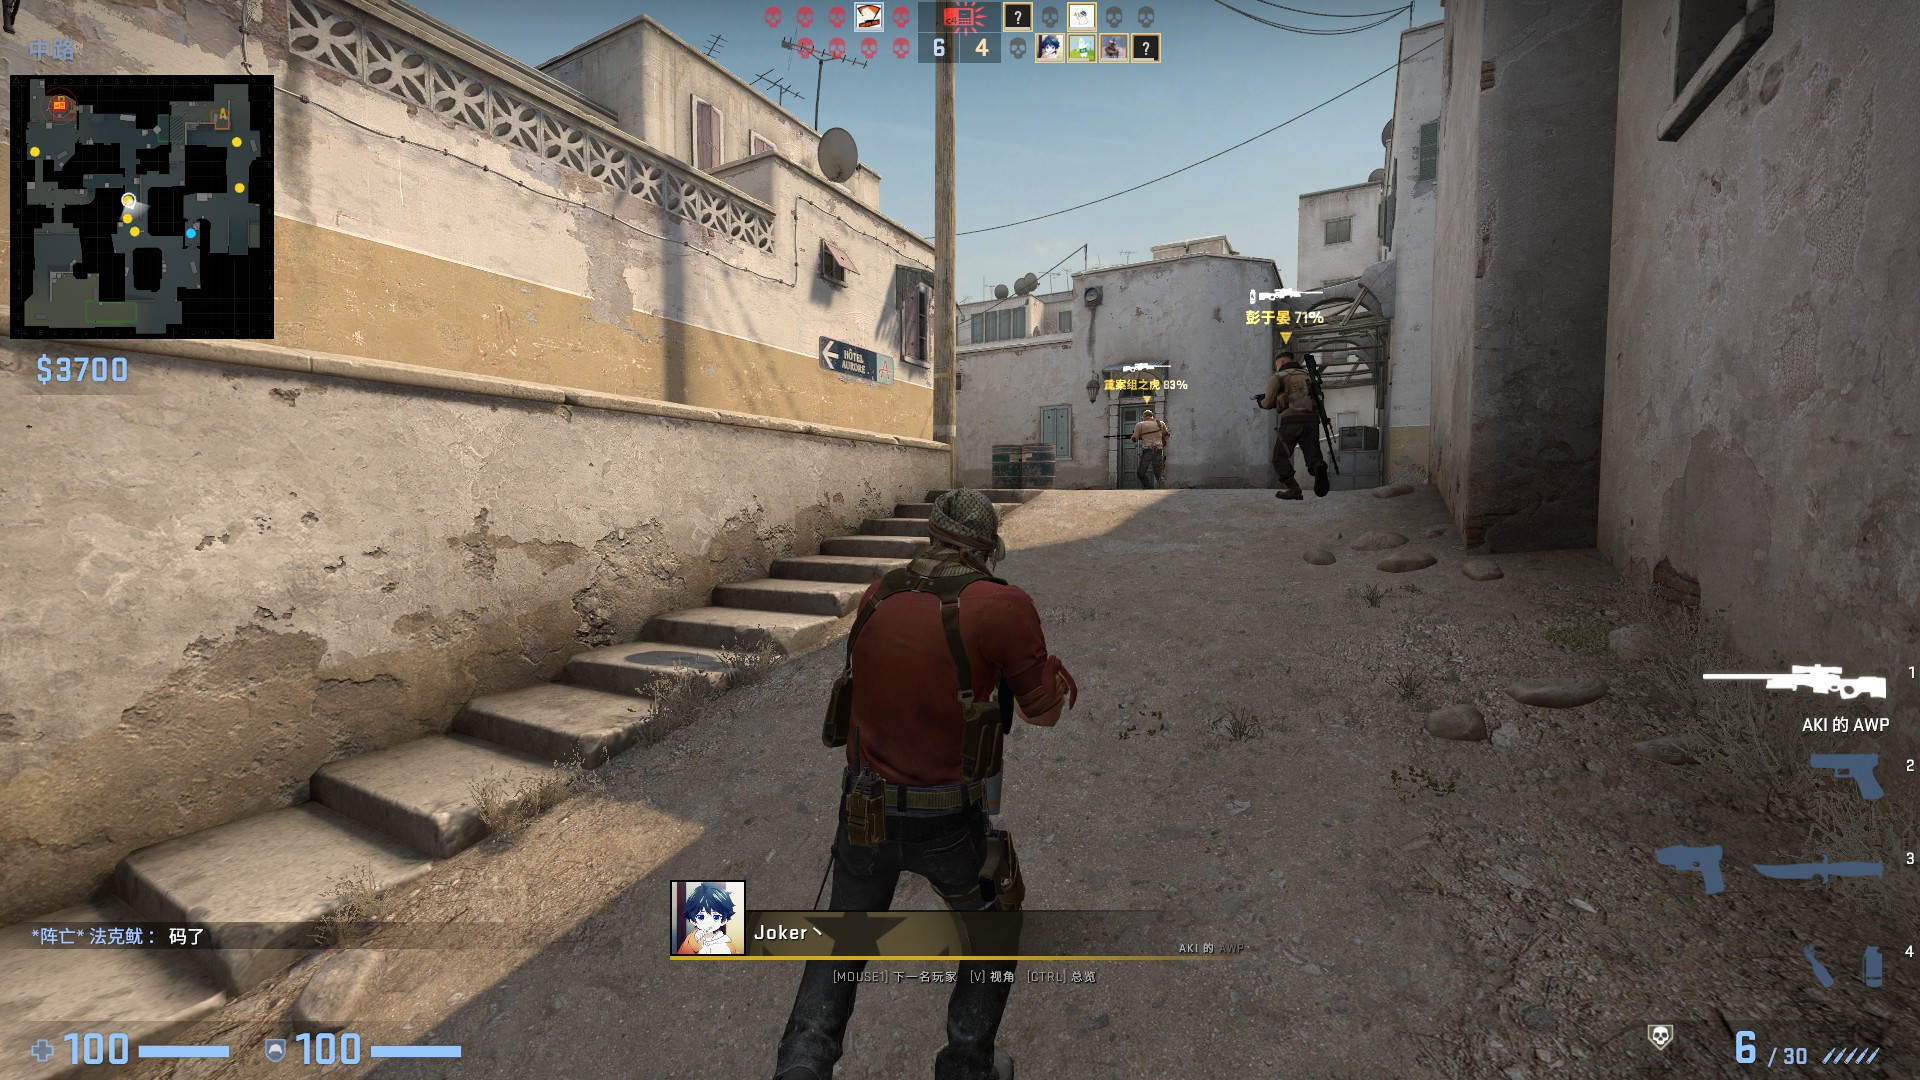 中路
6 4
?
?
A
$3700
HÔTEL
AURORE
彭于晏 71%
重案组之虎 83%
1
AKI 的 AWP
2
3
4
*阵亡* 法克鱿： 码了
Joker丶
AKI 的 AWP
[MOUSE1] 下一名玩家 [V] 视角 [CTRL] 总览
100
100
6 / 30